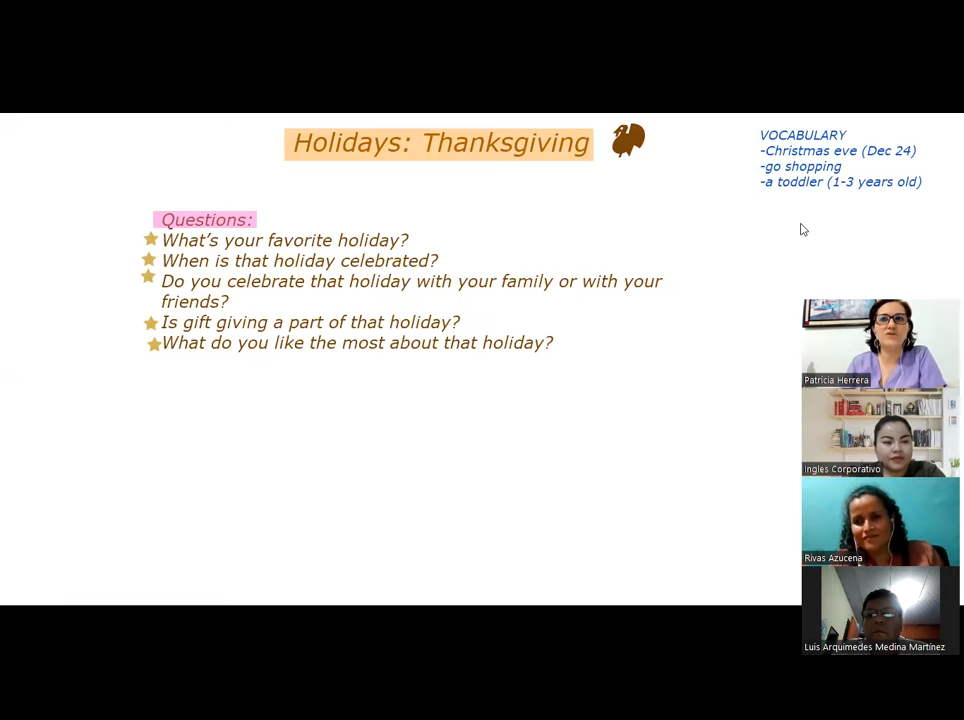 Holidays: Thanksgiving
VOCABULARY
-Christmas eve (Dec 24)
-go shopping
-a toddler (1-3 years old)
Questions:
What's your favorite holiday?
When is that holiday celebrated?
Do you celebrate that holiday with your family or with your
friends?
Is gift giving a part of that holiday?
What do you like the most about that holiday?
Patricia Herrera
Ingles Corporativo
Rivas Azucena
Luis Arquimedes Medina Martínez